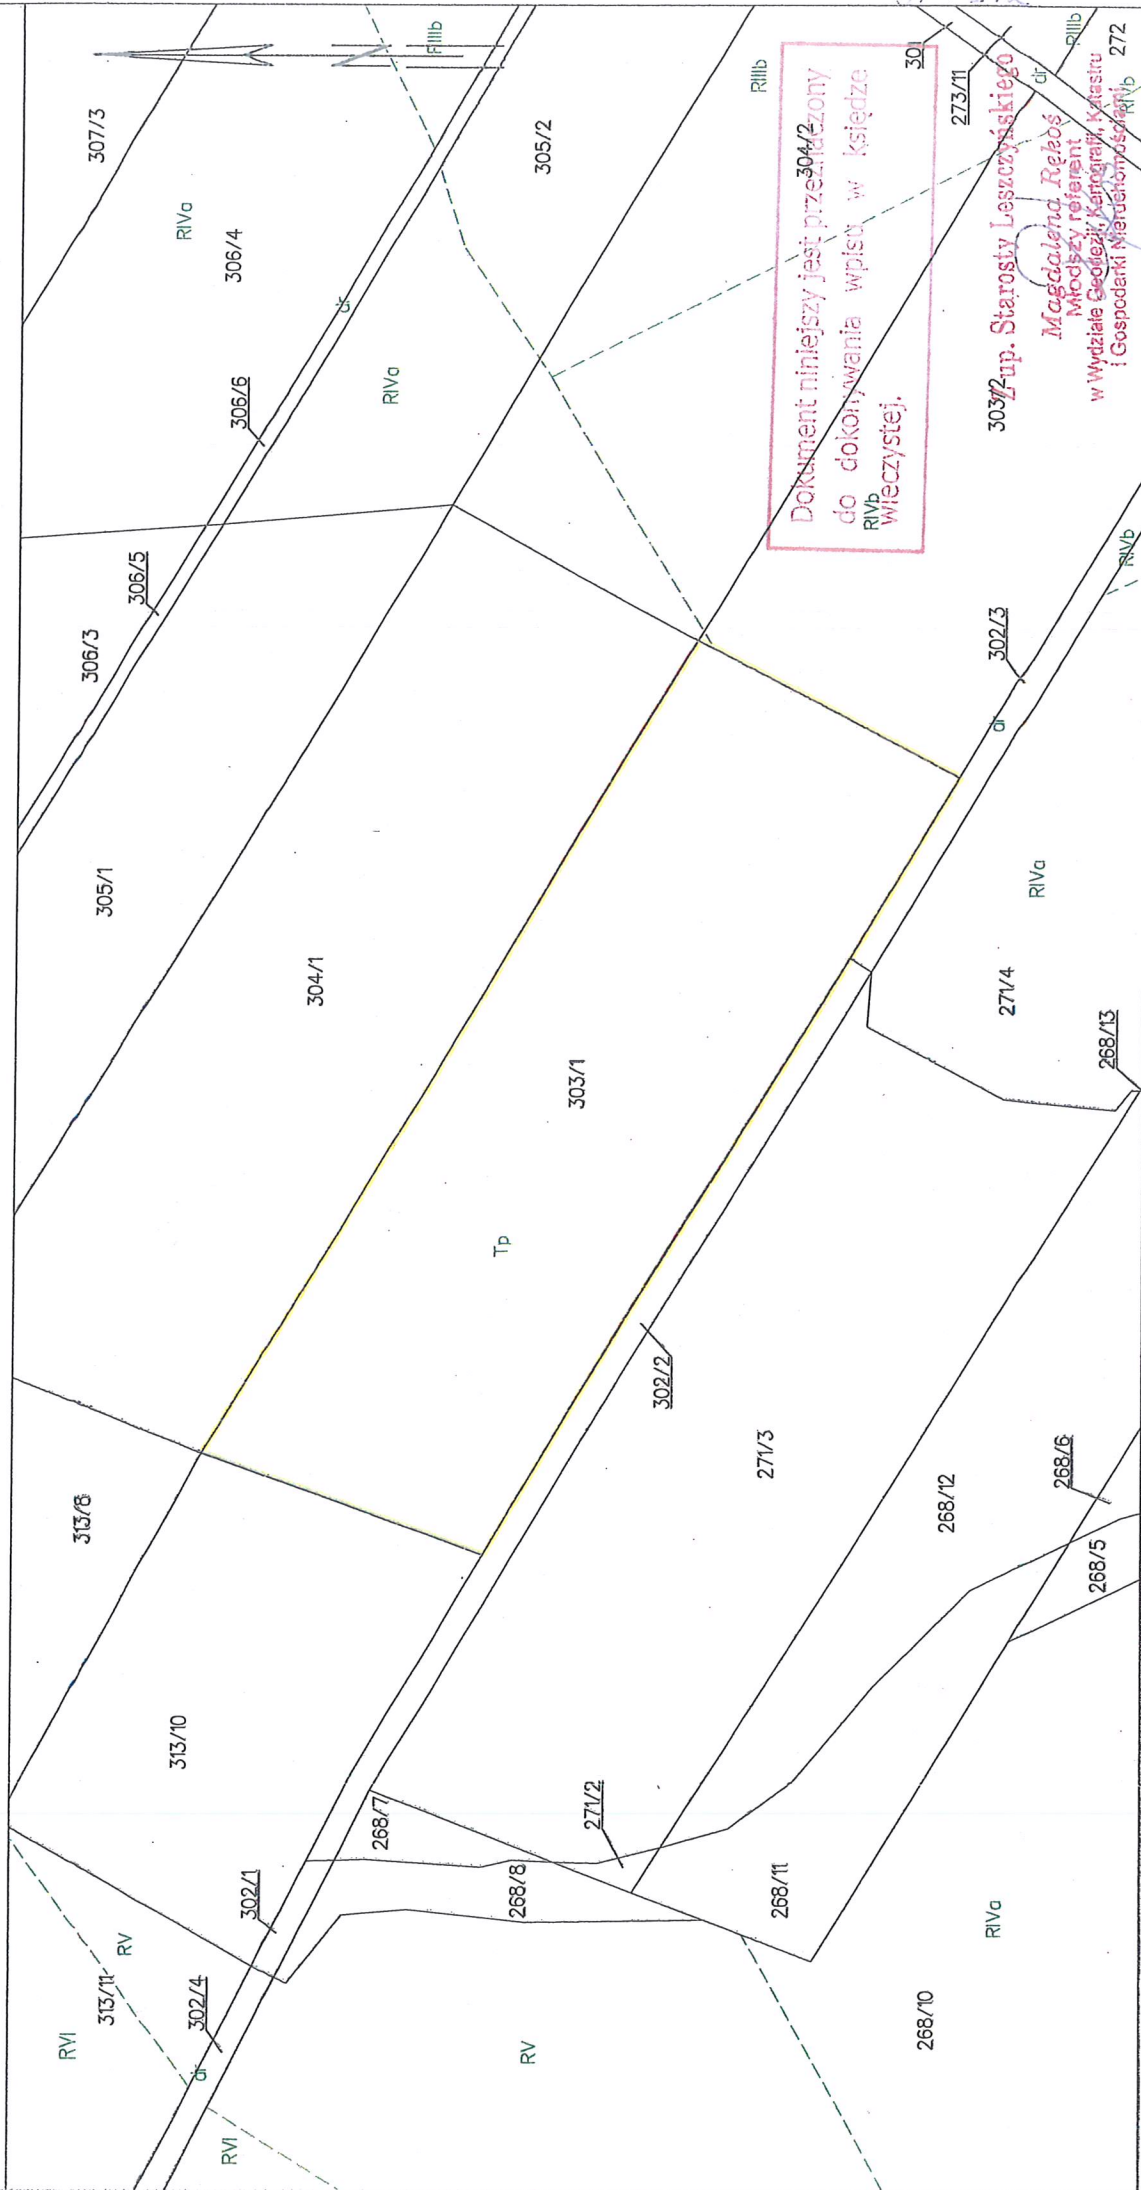 307/3
RIVa
306/4
dr
306/6
RIVa
N
RIIIb
305/2
306/5
306/3
305/1
304/1
303/1
Tp
RIIIb
304/2
Dokument niniejszy jest przeznaczony
do dokonywania wpisu w księdze
wieczystej.
RIVb
301
273/11
dr
RIIIb
RIVb
272
303/2
Z up. Starosty Leszczyńskiego
Magdalena Rękoś
Młodszy referent
w Wydziale Geodezji, Kartografii, Katastru
i Gospodarki Nieruchomościami
302/3
dr
RIVb
RIVa
271/4
268/13
302/2
271/3
268/12
268/6
268/5
313/8
313/10
268/7
271/2
268/8
268/11
302/1
RV
313/11
302/4
RVI
dr
RVI
RV
RIVa
268/10